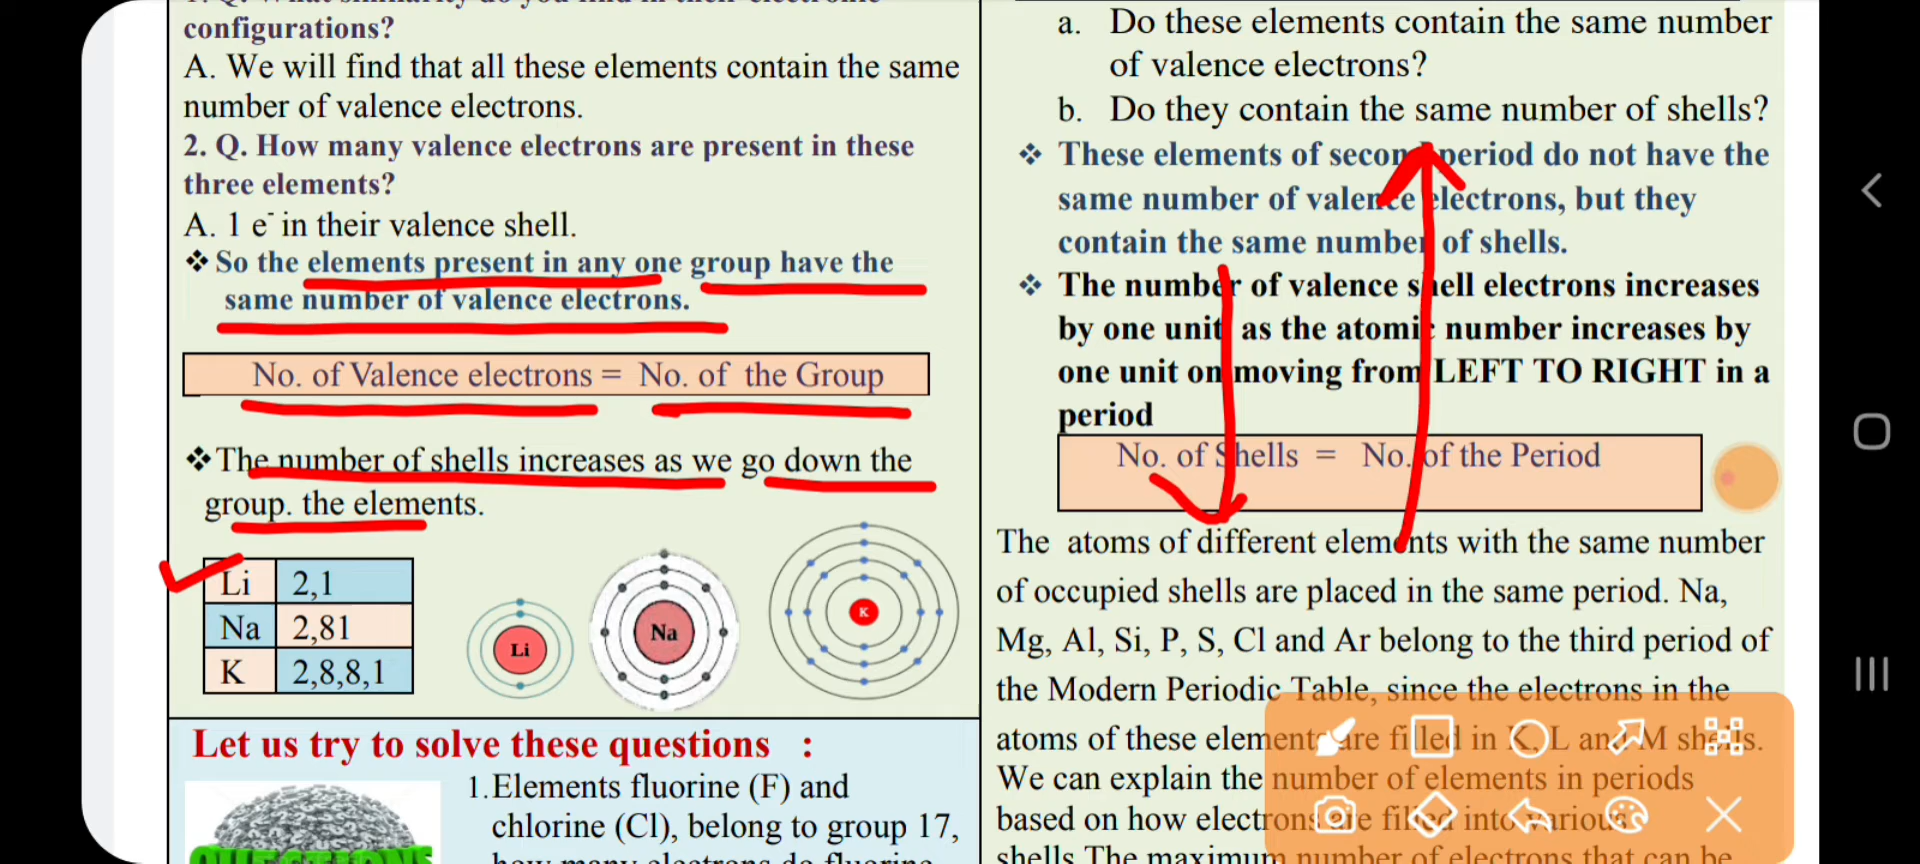 configurations?
A. We will find that all these elements contain the same
number of valence electrons.
2. Q. How many valence electrons are present in these
three elements?
A. 1 e⁻ in their valence shell.
❖ So the elements present in any one group have the
same number of valence electrons.
No. of Valence electrons = No. of the Group
❖ The number of shells increases as we go down the
group. the elements.
Li 2,1
Na 2,81
K 2,8,8,1
Li
Na
K
Let us try to solve these questions :
1.Elements fluorine (F) and
chlorine (Cl), belong to group 17,
a. Do these elements contain the same number
of valence electrons?
b. Do they contain the same number of shells?
❖ These elements of second period do not have the
same number of valence electrons, but they
contain the same number of shells.
❖ The number of valence shell electrons increases
by one unit as the atomic number increases by
one unit on moving from LEFT TO RIGHT in a
period
No. of Shells = No. of the Period
The atoms of different elements with the same number
of occupied shells are placed in the same period. Na,
Mg, Al, Si, P, S, Cl and Ar belong to the third period of
the Modern Periodic Table, since the electrons in the
atoms of these elements are filled in K, L and M shells.
We can explain the number of elements in periods
based on how electrons are filled into various
shells The maximum number of electrons that can be